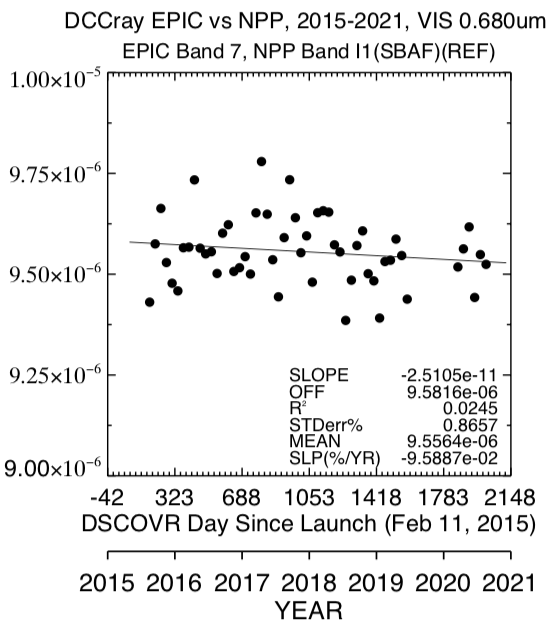 DCCray EPIC vs NPP, 2015-2021, VIS 0.680um
EPIC Band 7, NPP Band I1(SBAF)(REF)
1.00×10⁻⁵
9.75×10⁻⁶
9.50×10⁻⁶
9.25×10⁻⁶
9.00×10⁻⁶
SLOPE -2.5105e-11
OFF 9.5816e-06
R² 0.0245
STDerr% 0.8657
MEAN 9.5564e-06
SLP(%/YR) -9.5887e-02
-42 323 688 1053 1418 1783 2148
DSCOVR Day Since Launch (Feb 11, 2015)
2015 2016 2017 2018 2019 2020 2021
YEAR